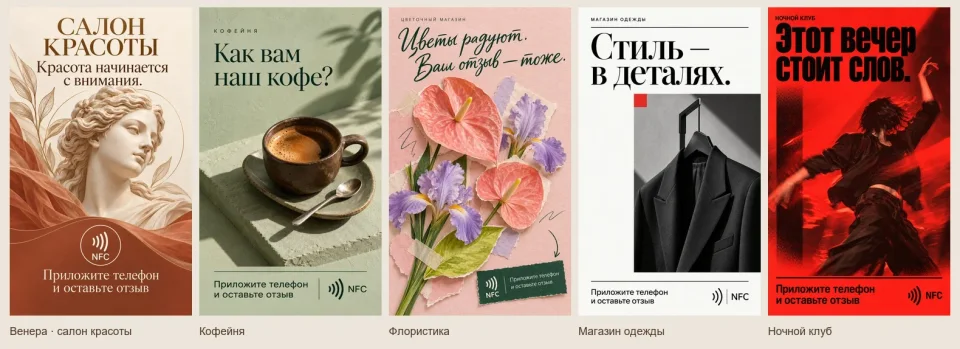 САЛОН
КРАСОТЫ
Красота начинается
с внимания.
NFC
Приложите телефон
и оставьте отзыв
Венера · салон красоты
КОФЕЙНЯ
Как вам
наш кофе?
Приложите телефон
и оставьте отзыв
NFC
Кофейня
ЦВЕТОЧНЫЙ МАГАЗИН
Цветы радуют.
Ваш отзыв — тоже.
NFC
Приложите телефон
и оставьте отзыв
Флористика
МАГАЗИН ОДЕЖДЫ
Стиль —
в деталях.
Приложите телефон
и оставьте отзыв
NFC
Магазин одежды
НОЧНОЙ КЛУБ
Этот вечер
стоит слов.
Приложите телефон
и оставьте отзыв
NFC
Ночной клуб